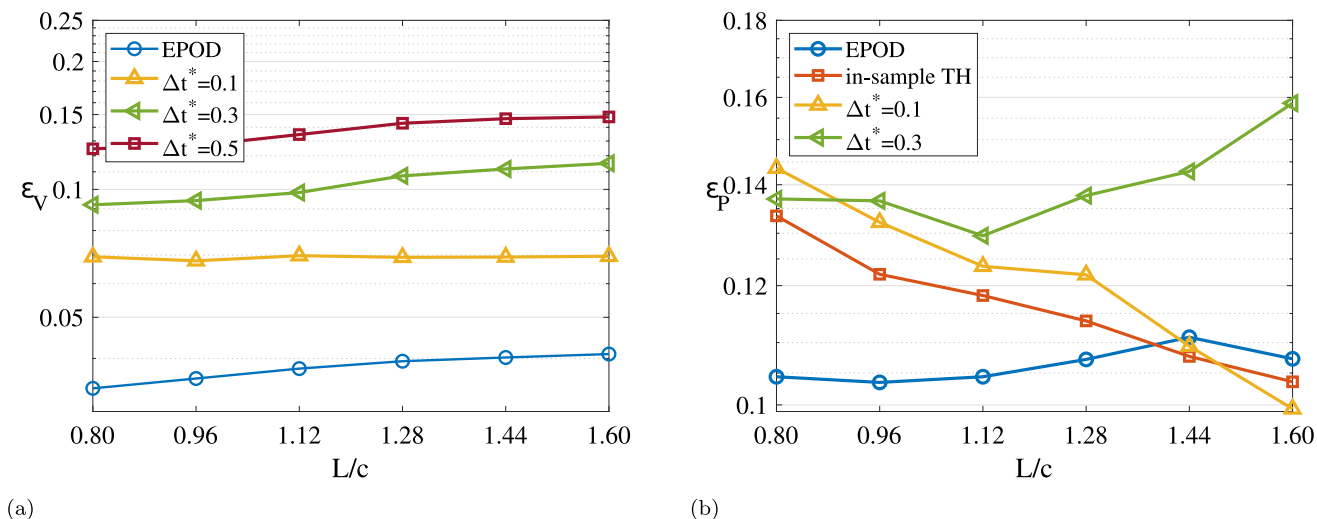 0.25
0.2
0.15
0.1
0.05
ε_V
EPOD
Δt*=0.1
Δt*=0.3
Δt*=0.5
0.80 0.96 1.12 1.28 1.44 1.60
L/c
(a)
0.18
0.16
0.14
0.12
0.1
ε_P
EPOD
in-sample TH
Δt*=0.1
Δt*=0.3
0.80 0.96 1.12 1.28 1.44 1.60
L/c
(b)